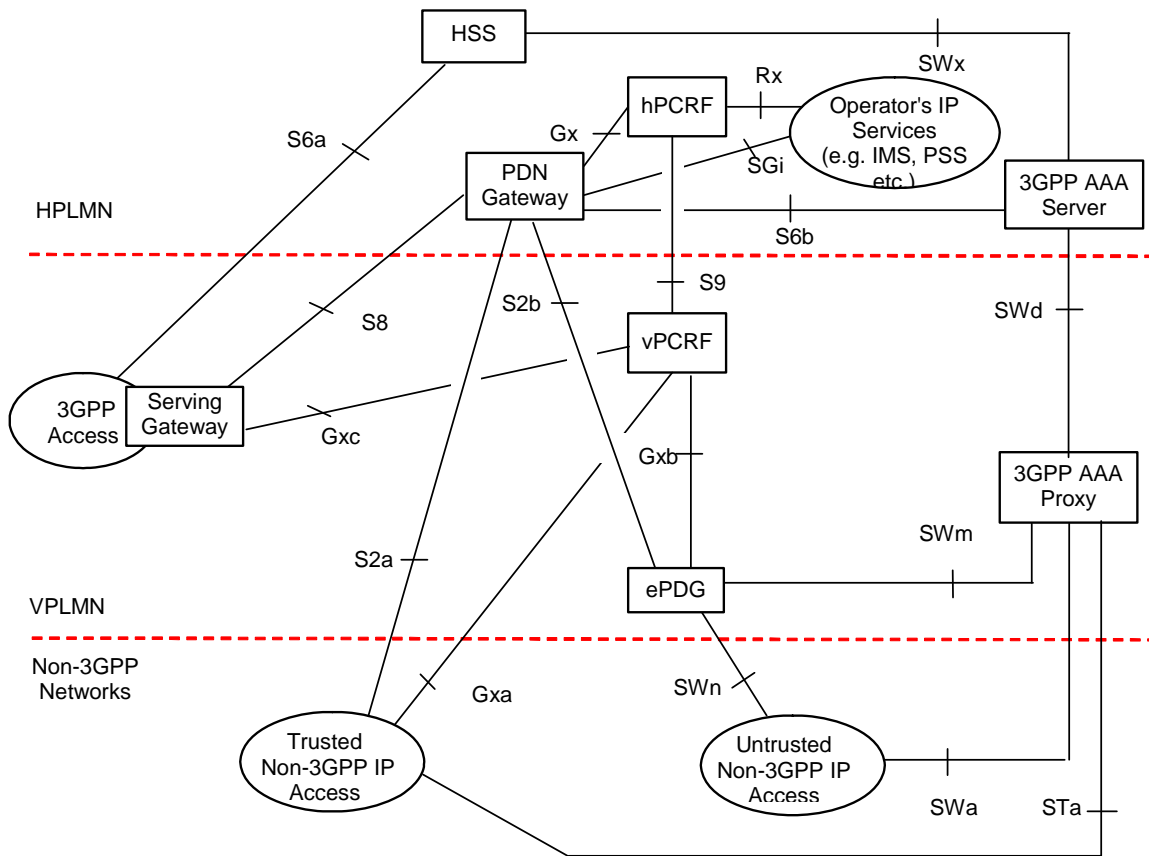 HSS
SWx
Rx
hPCRF
Operator's IP
Services
(e.g. IMS, PSS
etc.)
Gx
S6a
SGi
PDN
Gateway
3GPP AAA
Server
HPLMN
S6b
S2b
S9
SWd
S8
vPCRF
3GPP
Access
Serving
Gateway
Gxc
Gxb
3GPP AAA
Proxy
SWm
S2a
ePDG
VPLMN
Non-3GPP
Networks
SWn
Gxa
Trusted
Non-3GPP IP
Access
Untrusted
Non-3GPP IP
Access
SWa
STa